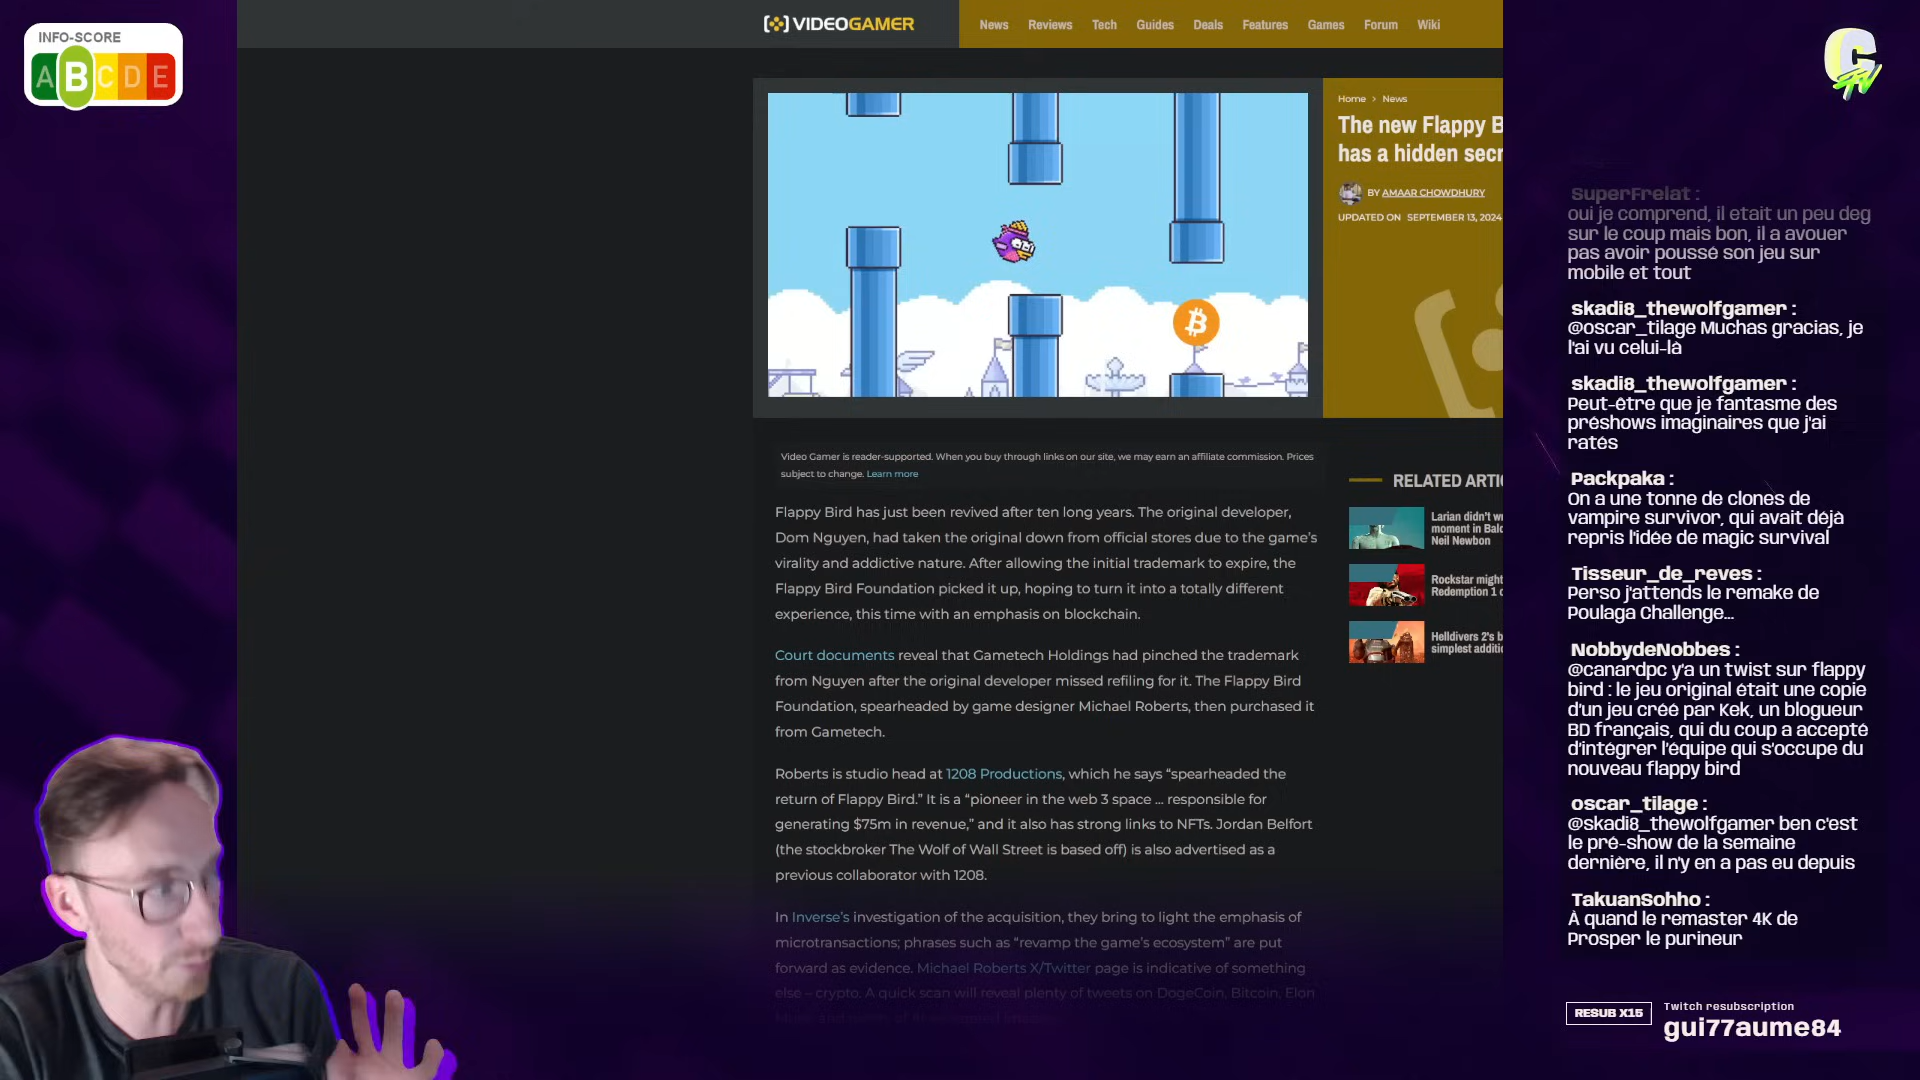 INFO-SCORE
A B C D E
VIDEOGAMER
News Reviews Tech Guides Deals Features Games Forum Wiki
Home > News
The new Flappy B
has a hidden secr
BY AMAAR CHOWDHURY
UPDATED ON SEPTEMBER 13, 2024
Video Gamer is reader-supported. When you buy through links on our site, we may earn an affiliate commission. Prices
subject to change. Learn more
Flappy Bird has just been revived after ten long years. The original developer,
Dom Nguyen, had taken the original down from official stores due to the game's
virality and addictive nature. After allowing the initial trademark to expire, the
Flappy Bird Foundation picked it up, hoping to turn it into a totally different
experience, this time with an emphasis on blockchain.
Court documents reveal that Gametech Holdings had pinched the trademark
from Nguyen after the original developer missed refiling for it. The Flappy Bird
Foundation, spearheaded by game designer Michael Roberts, then purchased it
from Gametech.
Roberts is studio head at 1208 Productions, which he says “spearheaded the
return of Flappy Bird.” It is a “pioneer in the web 3 space ... responsible for
generating $75m in revenue,” and it also has strong links to NFTs. Jordan Belfort
(the stockbroker The Wolf of Wall Street is based off) is also advertised as a
previous collaborator with 1208.
In Inverse's investigation of the acquisition, they bring to light the emphasis of
microtransactions; phrases such as “revamp the game's ecosystem” are put
forward as evidence. Michael Roberts X/Twitter page is indicative of something
else – crypto. A quick scan will reveal plenty of tweets on DogeCoin, Bitcoin, Elon
RELATED ARTIC
Larian didn't w
moment in Bald
Neil Newbon
Rockstar might
Redemption 1 c
Helldivers 2's b
simplest additi
C
TV
SuperFrelat :
oui je comprend, il etait un peu deg
sur le coup mais bon, il a avouer
pas avoir poussé son jeu sur
mobile et tout
skadi8_thewolfgamer :
@oscar_tilage Muchas gracias, je
l'ai vu celui-là
skadi8_thewolfgamer :
Peut-être que je fantasme des
préshows imaginaires que j'ai
ratés
Packpaka :
On a une tonne de clones de
vampire survivor, qui avait déjà
repris l'idée de magic survival
Tisseur_de_reves :
Perso j'attends le remake de
Poulaga Challenge...
NobbydeNobbes :
@canardpc y'a un twist sur flappy
bird : le jeu original était une copie
d'un jeu créé par Kek, un blogueur
BD français, qui du coup a accepté
d'intégrer l'équipe qui s'occupe du
nouveau flappy bird
oscar_tilage :
@skadi8_thewolfgamer ben c'est
le pré-show de la semaine
dernière, il n'y en a pas eu depuis
TakuanSohho :
À quand le remaster 4K de
Prosper le purineur
RESUB X15
Twitch resubscription
gui77aume84